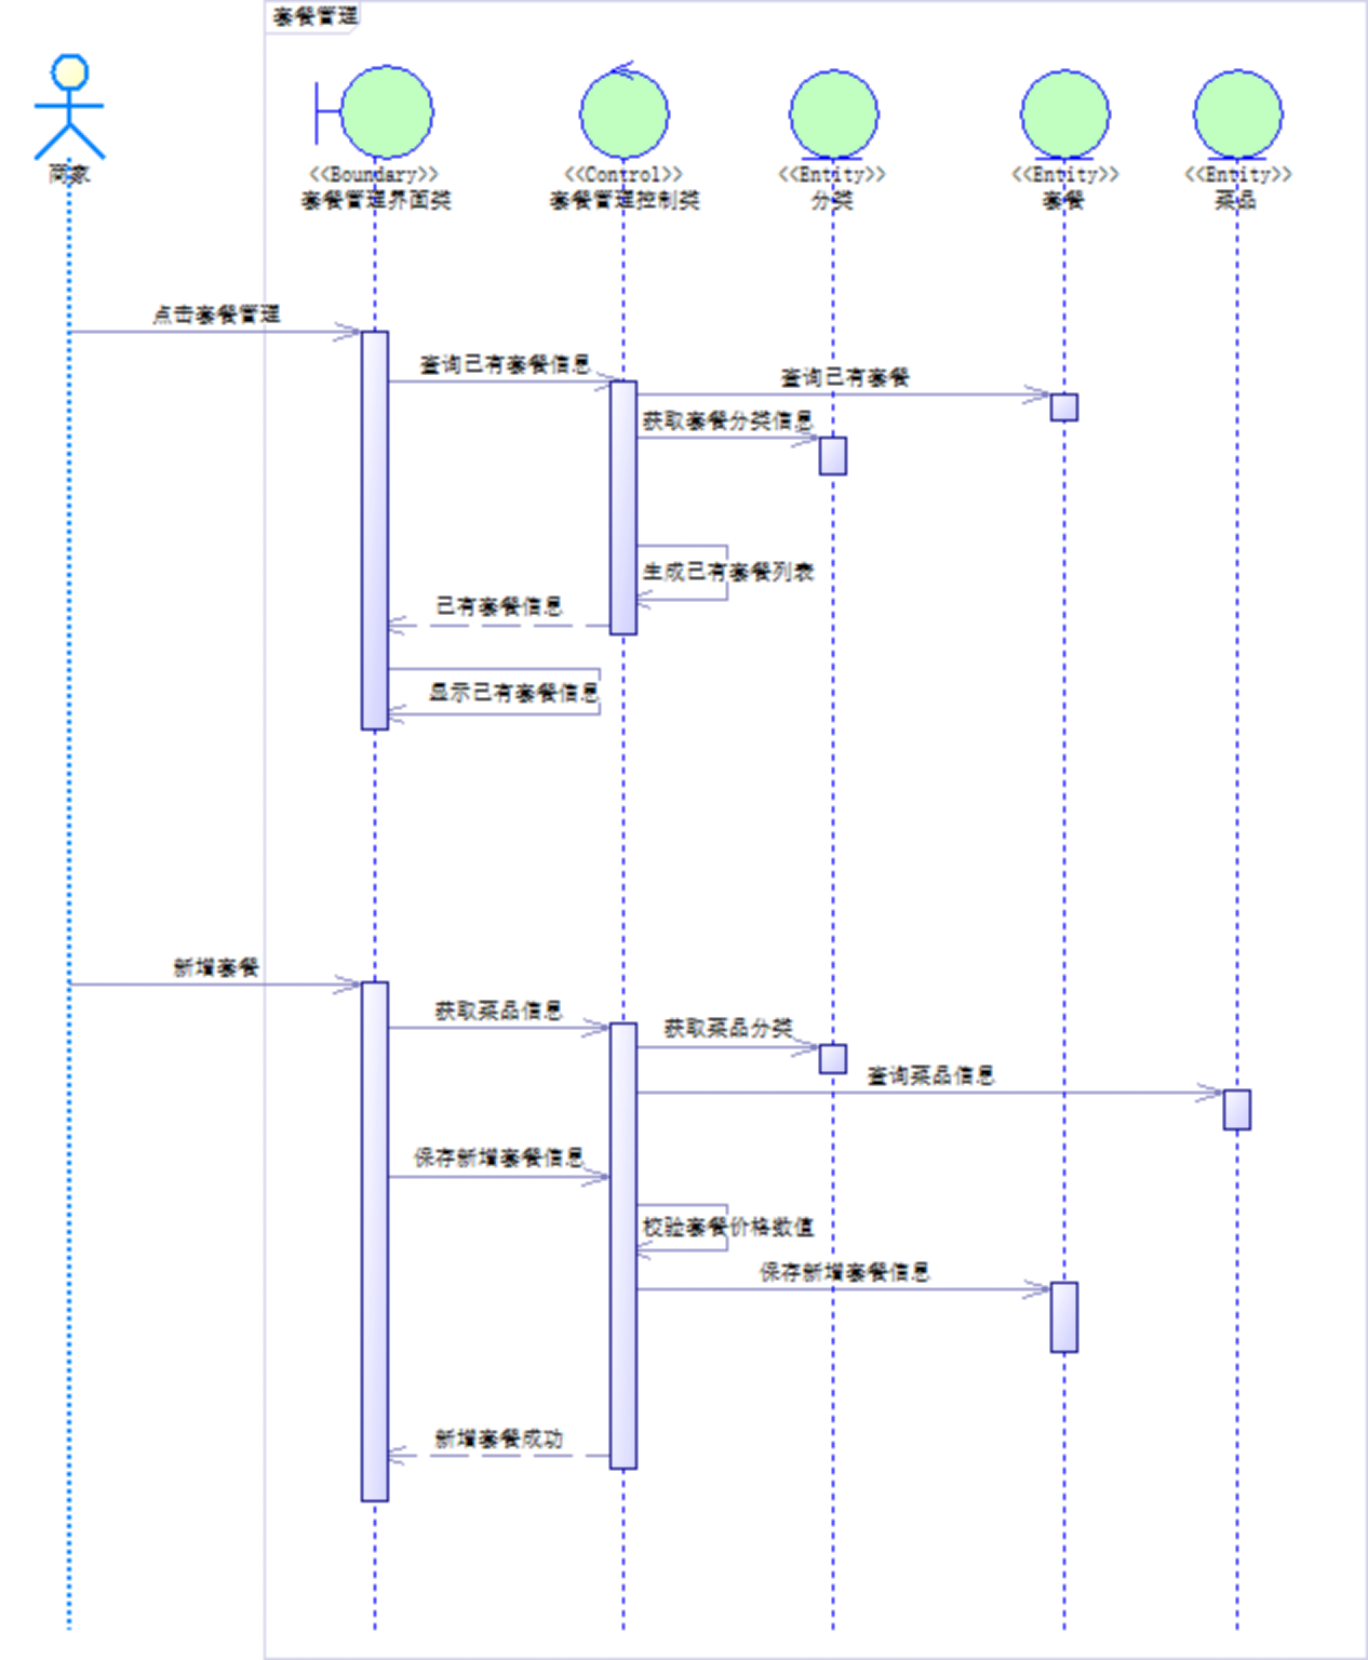 套餐管理
商家
<<Boundary>>
套餐管理界面类
<<Control>>
套餐管理控制类
<<Entity>>
分类
<<Entity>>
套餐
<<Entity>>
菜品
点击套餐管理
查询已有套餐信息
查询已有套餐
获取套餐分类信息
生成已有套餐列表
已有套餐信息
显示已有套餐信息
新增套餐
获取菜品信息
获取菜品分类
查询菜品信息
保存新增套餐信息
校验套餐价格数值
保存新增套餐信息
新增套餐成功